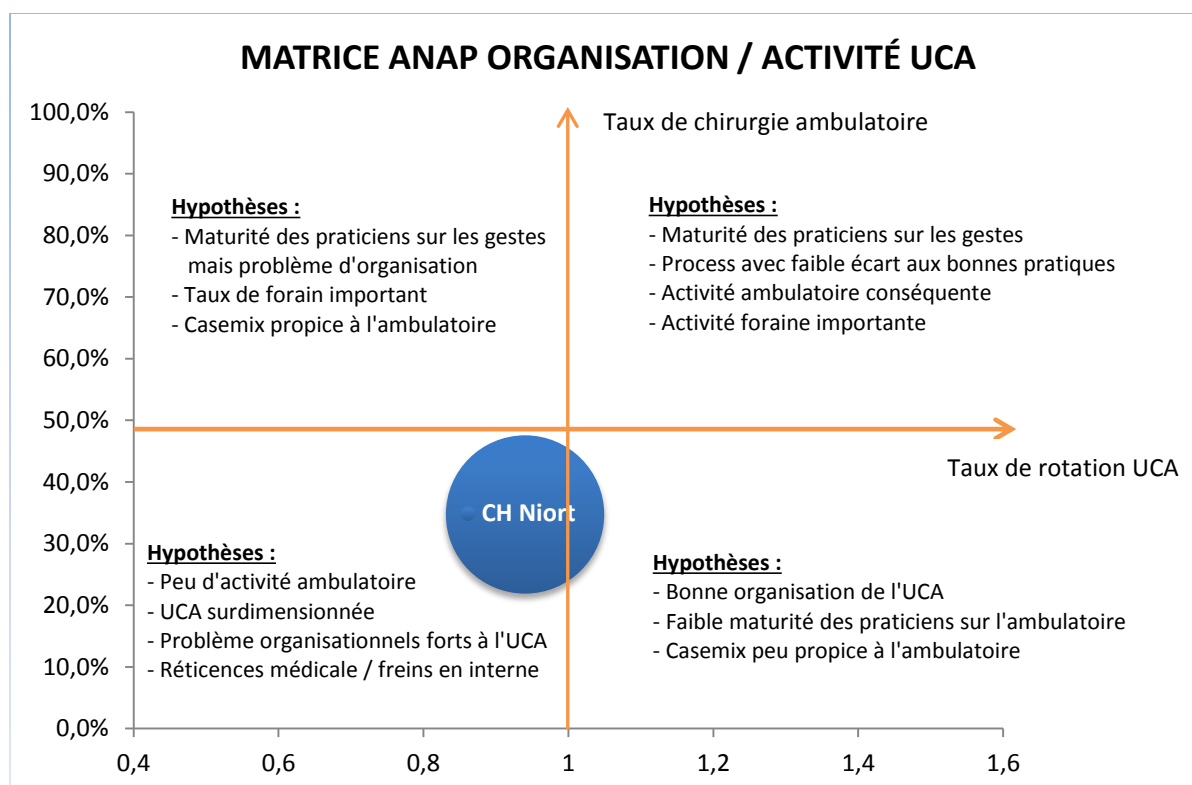 MATRICE ANAP ORGANISATION / ACTIVITÉ UCA
100,0%
90,0%
80,0%
70,0%
60,0%
50,0%
40,0%
30,0%
20,0%
10,0%
0,0%
Taux de chirurgie ambulatoire
Hypothèses :
- Maturité des praticiens sur les gestes
mais problème d'organisation
- Taux de forain important
- Casemix propice à l'ambulatoire
Hypothèses :
- Maturité des praticiens sur les gestes
- Process avec faible écart aux bonnes pratiques
- Activité ambulatoire conséquente
- Activité foraine importante
Taux de rotation UCA
CH Niort
Hypothèses :
- Peu d'activité ambulatoire
- UCA surdimensionnée
- Problème organisationnels forts à l'UCA
- Réticences médicale / freins en interne
Hypothèses :
- Bonne organisation de l'UCA
- Faible maturité des praticiens sur l'ambulatoire
- Casemix peu propice à l'ambulatoire
0,4 0,6 0,8 1 1,2 1,4 1,6